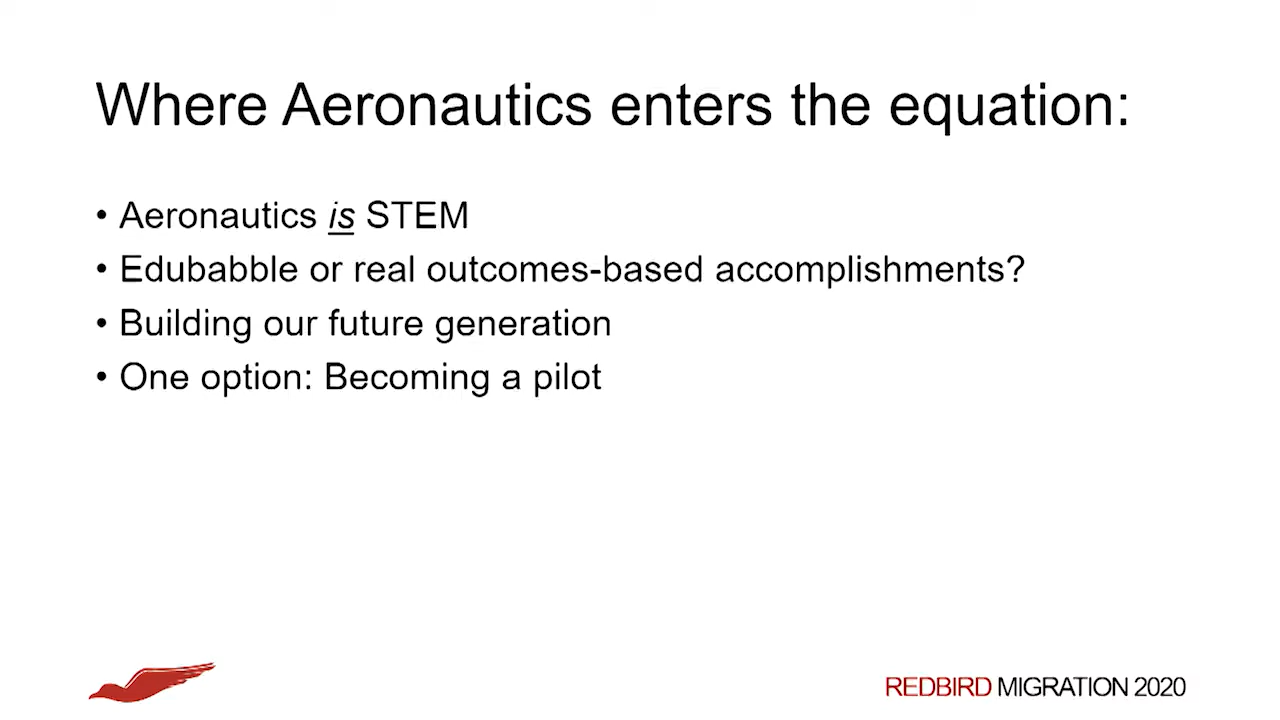 Where Aeronautics enters the equation:
• Aeronautics is STEM
• Edubabble or real outcomes-based accomplishments?
• Building our future generation
• One option: Becoming a pilot
REDBIRD MIGRATION 2020